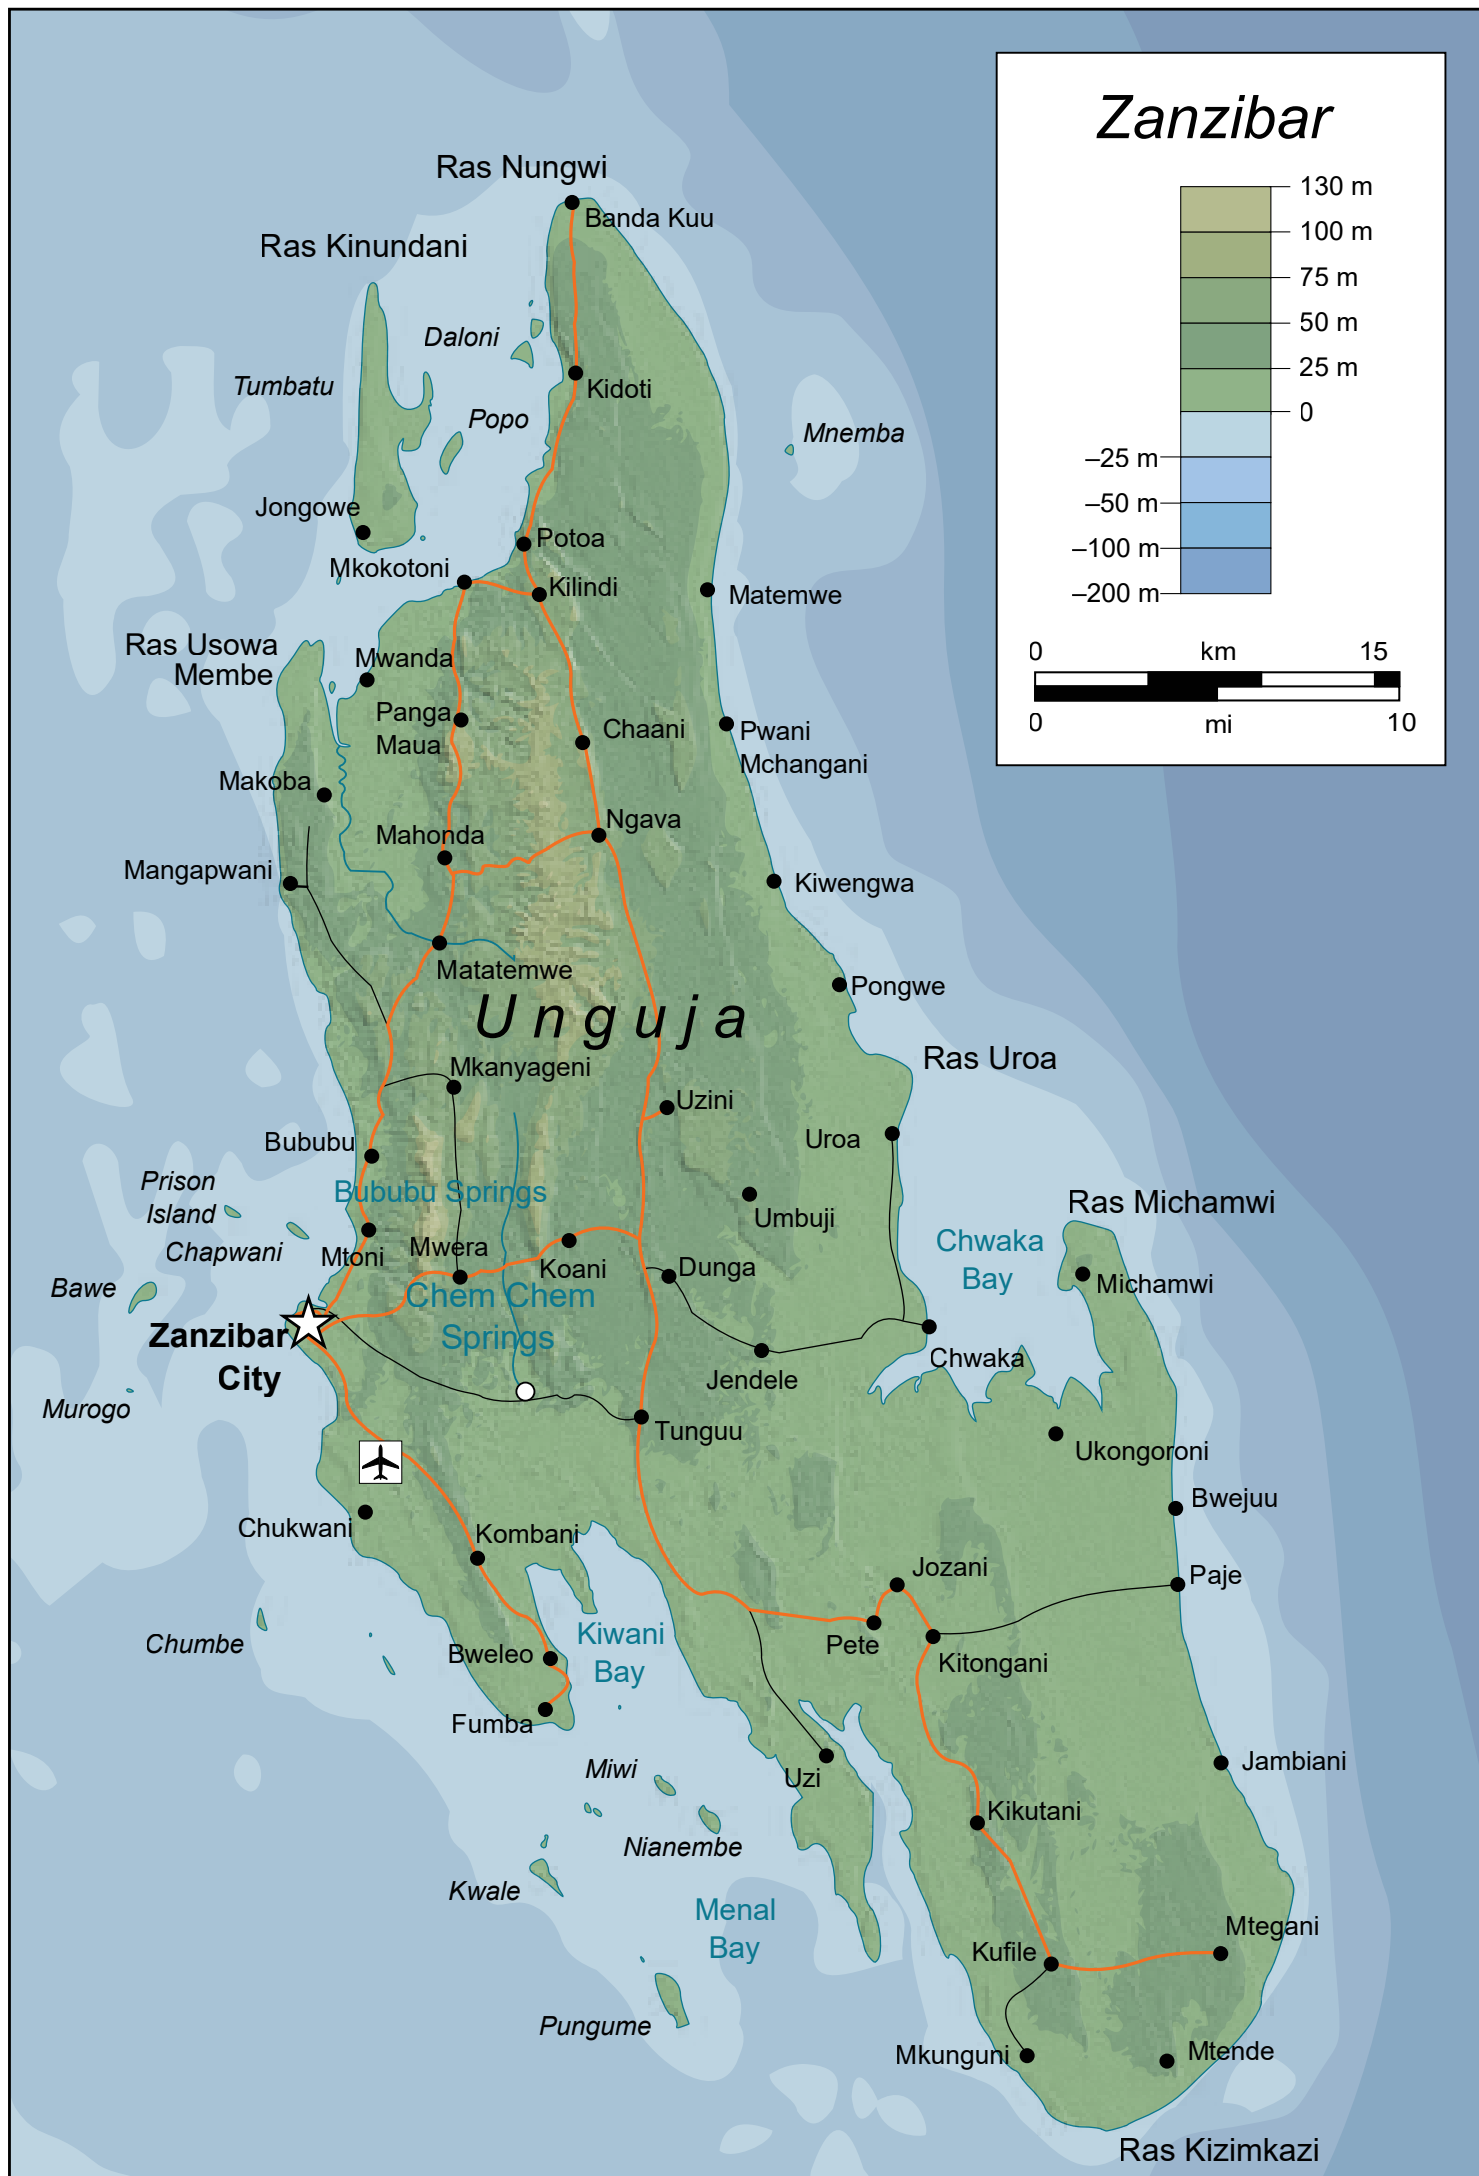 Zanzibar
130 m
100 m
75 m
50 m
25 m
0
–25 m
–50 m
–100 m
–200 m
0 km 15
0 mi 10
Ras Nungwi
Banda Kuu
Ras Kinundani
Daloni
Tumbatu
Kidoti
Popo
Mnemba
Jongowe
Potoa
Mkokotoni
Kilindi
Matemwe
Ras Usowa
Membe
Mwanda
Panga
Maua
Chaani
Pwani
Mchangani
Makoba
Ngava
Mahonda
Mangapwani
Kiwengwa
Matatemwe
Pongwe
Unguja
Ras Uroa
Mkanyageni
Uzini
Uroa
Bububu
Prison
Island
Bububu Springs
Ras Michamwi
Umbuji
Chapwani
Mtoni
Mwera
Koani
Dunga
Chwaka
Bay
Michamwi
Bawe
Chem Chem
Springs
Zanzibar
City
Chwaka
Jendele
Murogo
Tunguu
Ukongoroni
Bwejuu
Chukwani
Kombani
Jozani
Paje
Chumbe
Kiwani
Bay
Bweleo
Pete
Kitongani
Fumba
Miwi
Uzi
Jambiani
Kikutani
Nianembe
Kwale
Menal
Bay
Mtegani
Kufile
Pungume
Mkunguni
Mtende
Ras Kizimkazi